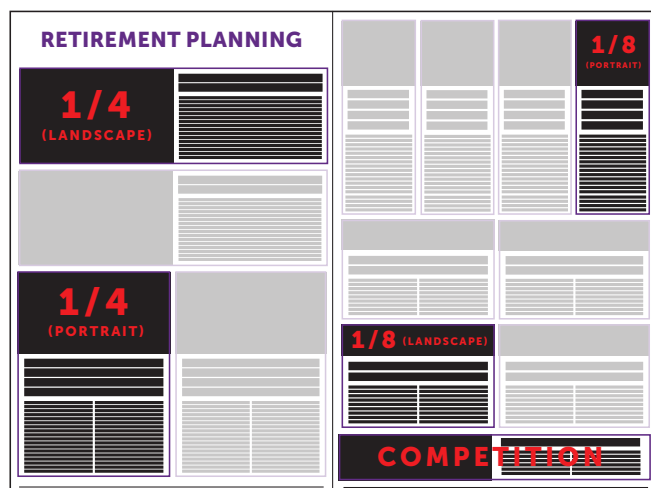 RETIREMENT PLANNING
1/4
(LANDSCAPE)
1/4
(PORTRAIT)
1/8
(PORTRAIT)
1/8 (LANDSCAPE)
COMPETITION